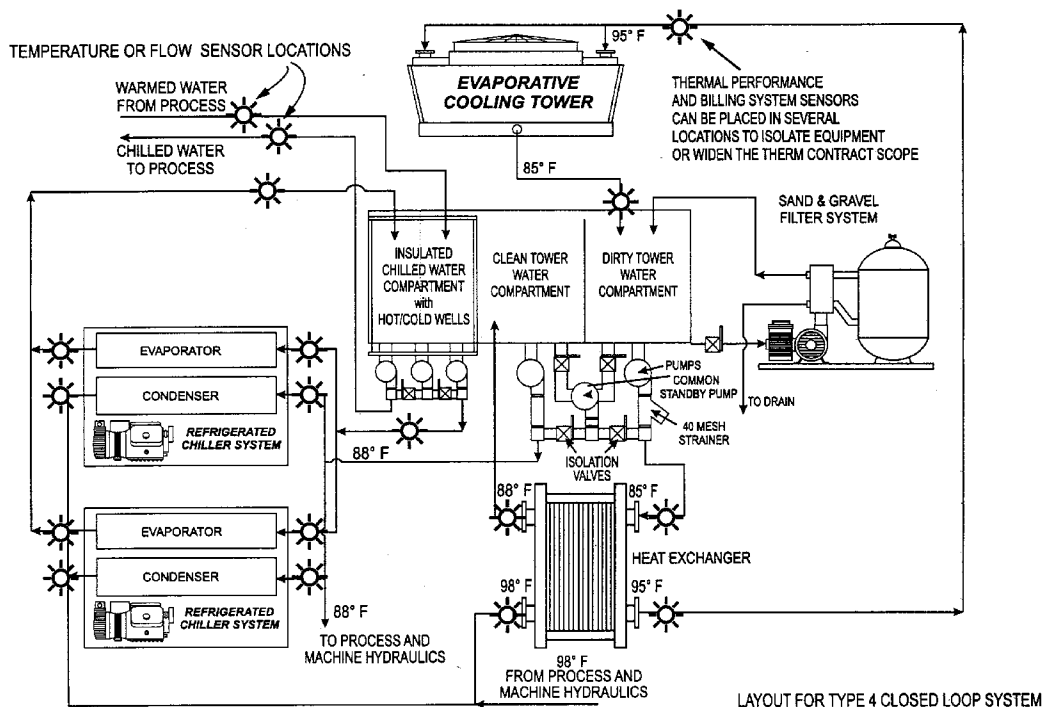 TEMPERATURE OR FLOW SENSOR LOCATIONS
WARMED WATER
FROM PROCESS
CHILLED WATER
TO PROCESS
95° F
EVAPORATIVE
COOLING TOWER
85° F
THERMAL PERFORMANCE
AND BILLING SYSTEM SENSORS
CAN BE PLACED IN SEVERAL
LOCATIONS TO ISOLATE EQUIPMENT
OR WIDEN THE THERM CONTRACT SCOPE
SAND & GRAVEL
FILTER SYSTEM
INSULATED
CHILLED WATER
COMPARTMENT
with
HOT/COLD WELLS
CLEAN TOWER
WATER
COMPARTMENT
DIRTY TOWER
WATER
COMPARTMENT
EVAPORATOR
CONDENSER
REFRIGERATED
CHILLER SYSTEM
PUMPS
COMMON
STANDBY PUMP
TO DRAIN
40 MESH
STRAINER
ISOLATION
VALVES
88° F
88° F
85° F
HEAT EXCHANGER
98° F
95° F
EVAPORATOR
CONDENSER
REFRIGERATED
CHILLER SYSTEM
88° F
TO PROCESS AND
MACHINE HYDRAULICS
98° F
FROM PROCESS AND
MACHINE HYDRAULICS
LAYOUT FOR TYPE 4 CLOSED LOOP SYSTEM